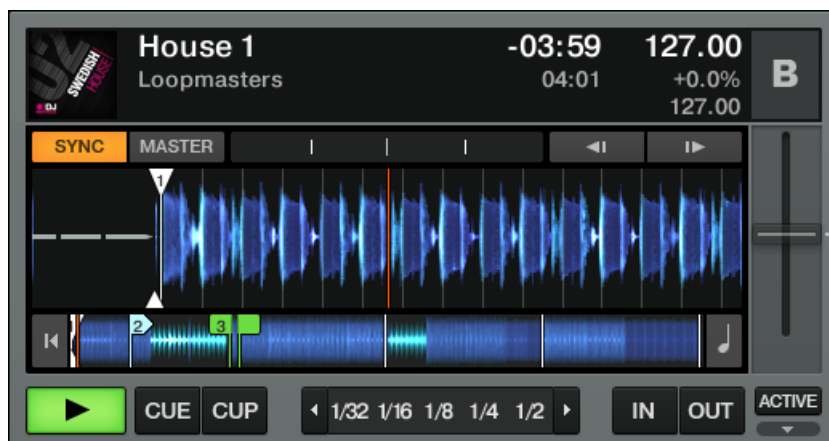 House 1 -03:59 127.00
Loopmasters 04:01 +0.0%
127.00
B
02
SWEDISH
HOUSE
DJ
SYNC MASTER
1
2 3
CUE CUP 1/32 1/16 1/8 1/4 1/2 IN OUT ACTIVE